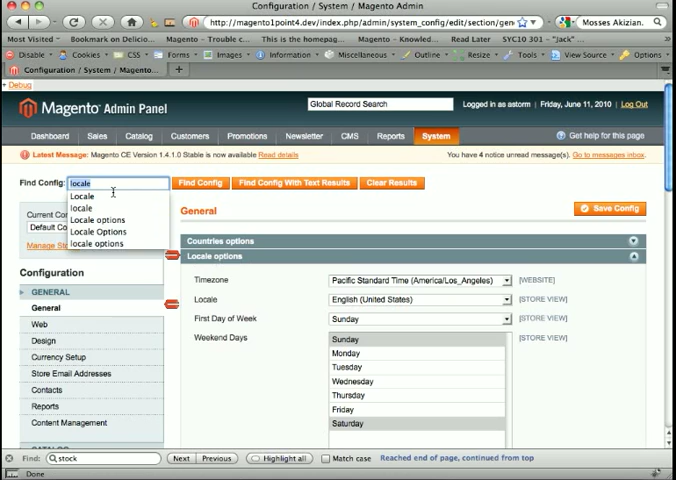 Configuration / System / Magento Admin
http://magento1point4.dev/index.php/admin/system_config/edit/section/gen
Mosses Akizian.
Most Visited
Bookmark on Delicio...
Magento – Trouble c...
This is the homepag...
Magento – Knowled...
Read Later
SYC10 301 – "Jack"...
Disable
Cookies
CSS
Forms
Images
Information
Miscellaneous
Outline
Resize
Tools
View Source
Options
Configuration / System / Magento...
Debug
Magento Admin Panel
Global Record Search
Logged in as astorm
Friday, June 11, 2010
Log Out
Dashboard
Sales
Catalog
Customers
Promotions
Newsletter
CMS
Reports
System
Get help for this page
Latest Message: Magento CE Version 1.4.1.0 Stable is now available Read details
You have 4 notice unread message(s). Go to messages inbox.
Find Config:
locale
Find Config
Find Config With Text Results
Clear Results
Locale
locale
Locale options
Locale Options
locale options
Current Con
Default Co
Manage Sto
General
Save Config
Countries options
Locale options
Configuration
GENERAL
General
Web
Design
Currency Setup
Store Email Addresses
Contacts
Reports
Content Management
CATALOG
Timezone
Pacific Standard Time (America/Los_Angeles)
[WEBSITE]
Locale
English (United States)
[STORE VIEW]
First Day of Week
Sunday
[STORE VIEW]
Weekend Days
Sunday
[STORE VIEW]
Monday
Tuesday
Wednesday
Thursday
Friday
Saturday
Find:
stock
Next
Previous
Highlight all
Match case
Reached end of page, continued from top
Done